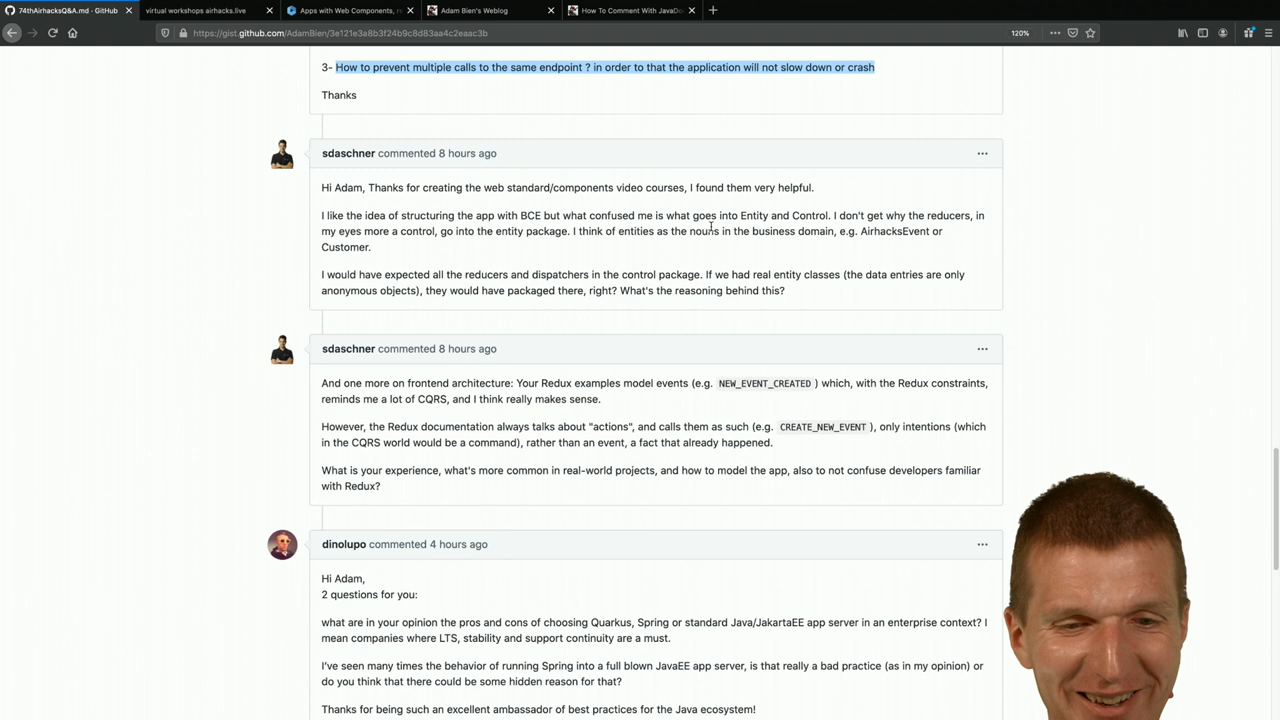 74thAirhacksQ&A.md · GitHub
virtual workshops airhacks.live
Apps with Web Components, r
Adam Bien's Weblog
How To Comment With JavaDo
https://gist.github.com/AdamBien/3e121e3a8b3f24b9c8d83aa4c2eaac3b
120%
3- How to prevent multiple calls to the same endpoint ? in order to that the application will not slow down or crash
Thanks
sdaschner commented 8 hours ago
Hi Adam, Thanks for creating the web standard/components video courses, I found them very helpful.
I like the idea of structuring the app with BCE but what confused me is what goes into Entity and Control. I don't get why the reducers, in
my eyes more a control, go into the entity package. I think of entities as the nouns in the business domain, e.g. AirhacksEvent or
Customer.
I would have expected all the reducers and dispatchers in the control package. If we had real entity classes (the data entries are only
anonymous objects), they would have packaged there, right? What's the reasoning behind this?
sdaschner commented 8 hours ago
And one more on frontend architecture: Your Redux examples model events (e.g. NEW_EVENT_CREATED ) which, with the Redux constraints,
reminds me a lot of CQRS, and I think really makes sense.
However, the Redux documentation always talks about "actions", and calls them as such (e.g. CREATE_NEW_EVENT ), only intentions (which
in the CQRS world would be a command), rather than an event, a fact that already happened.
What is your experience, what's more common in real-world projects, and how to model the app, also to not confuse developers familiar
with Redux?
dinolupo commented 4 hours ago
Hi Adam,
2 questions for you:
what are in your opinion the pros and cons of choosing Quarkus, Spring or standard Java/JakartaEE app server in an enterprise context? I
mean companies where LTS, stability and support continuity are a must.
I've seen many times the behavior of running Spring into a full blown JavaEE app server, is that really a bad practice (as in my opinion) or
do you think that there could be some hidden reason for that?
Thanks for being such an excellent ambassador of best practices for the Java ecosystem!